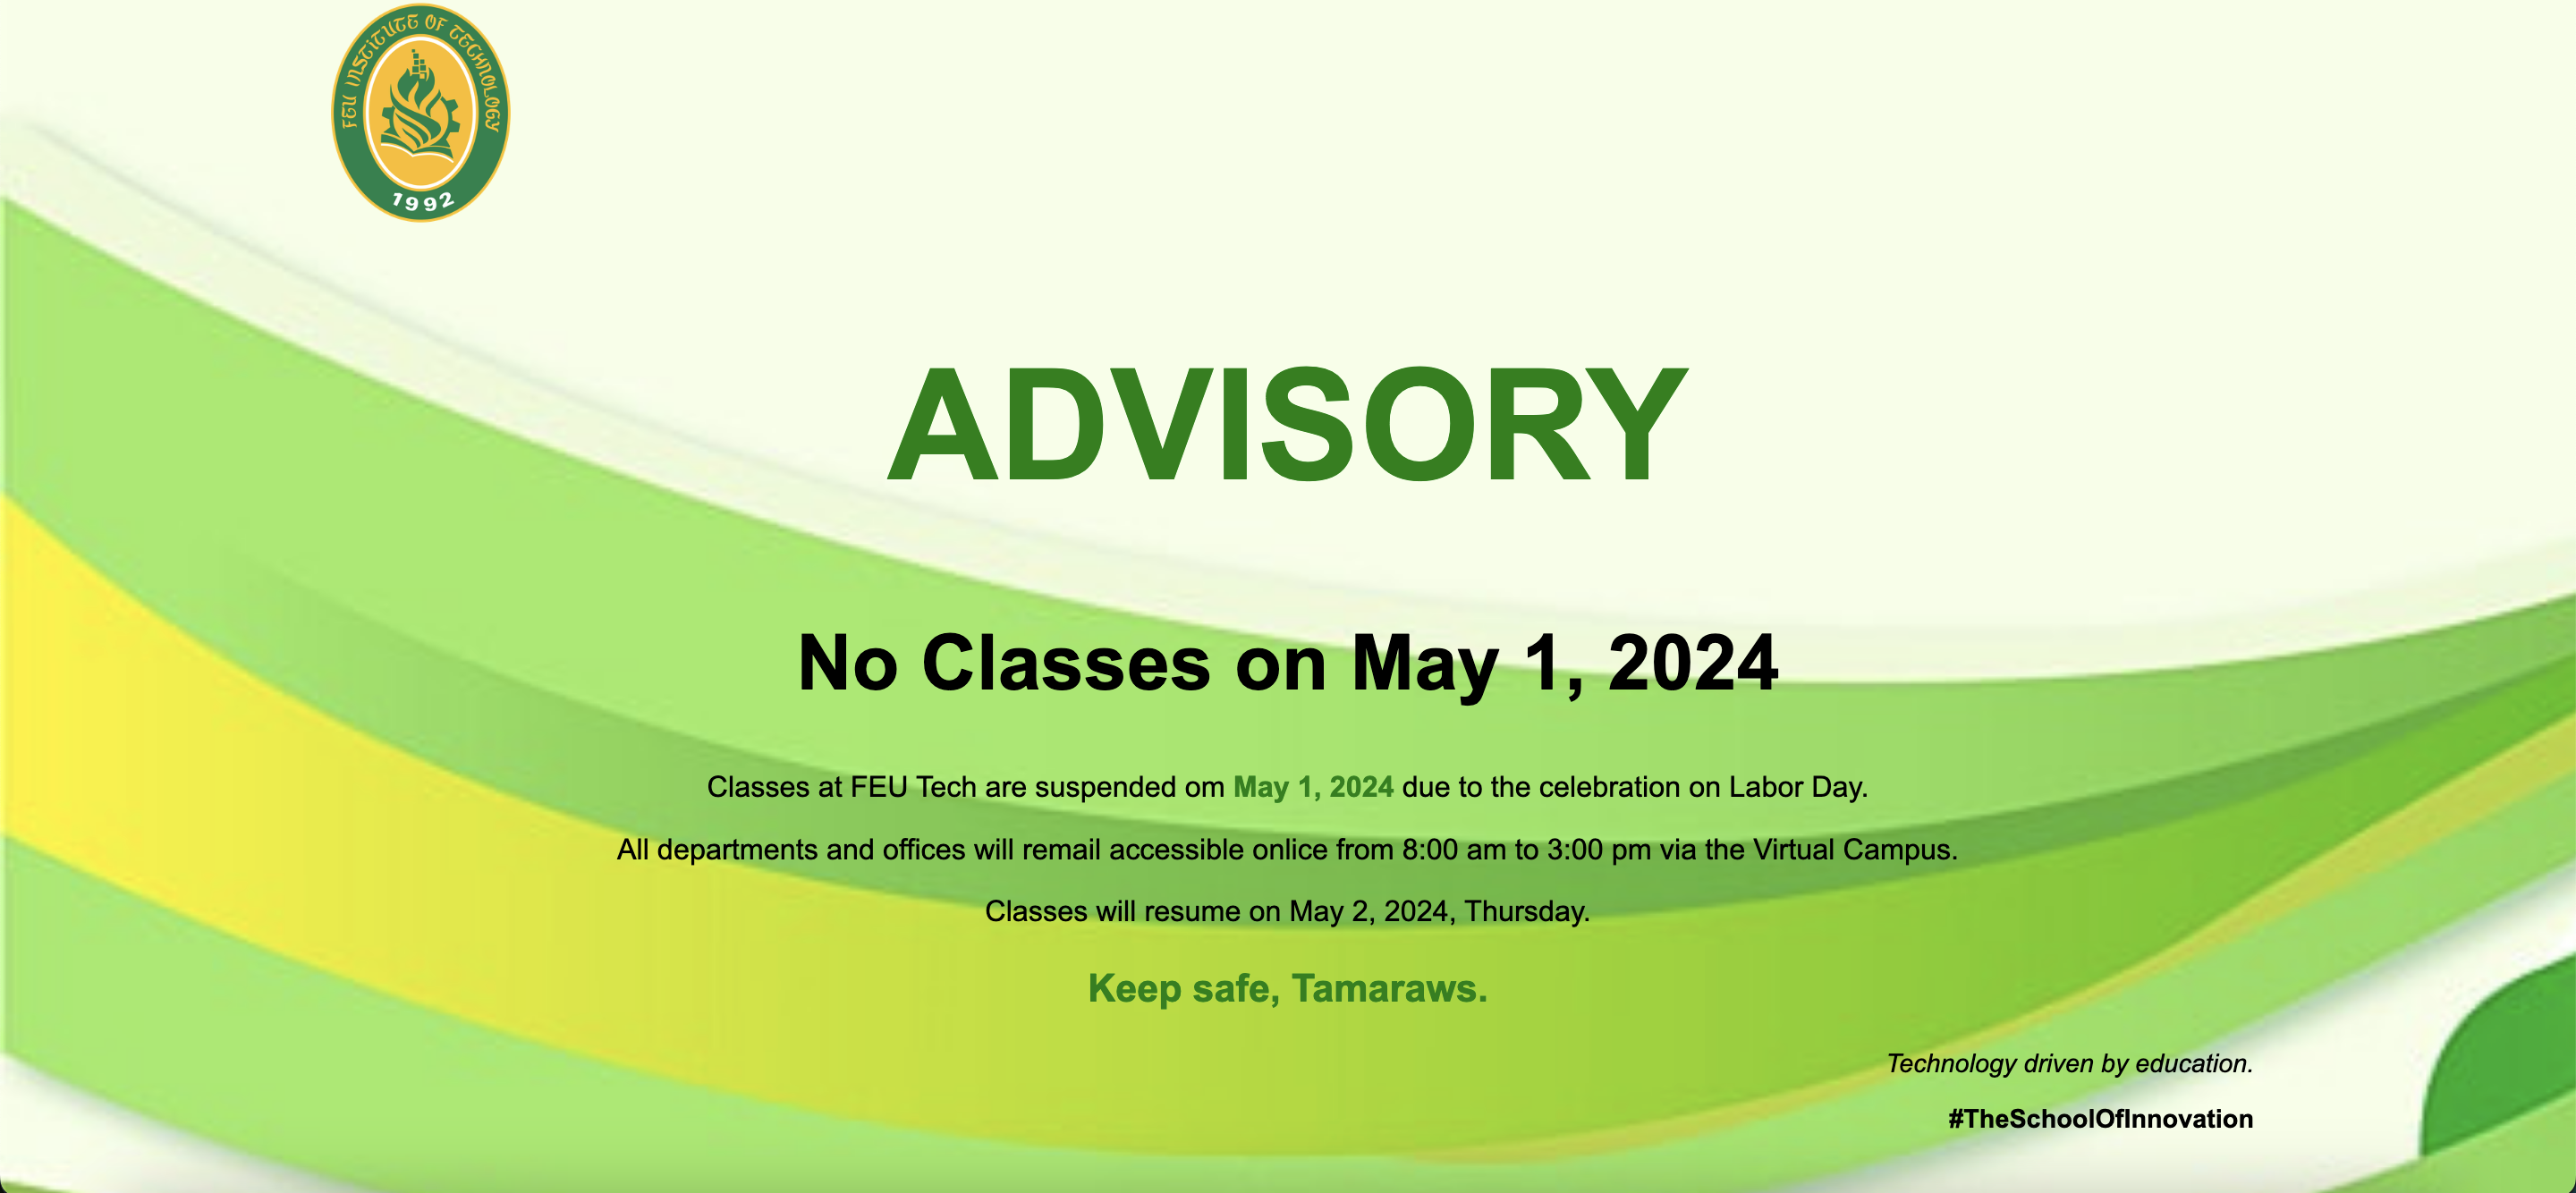 FEU INSTITUTE OF TECHNOLOGY
1992
ADVISORY
No Classes on May 1, 2024
Classes at FEU Tech are suspended om May 1, 2024 due to the celebration on Labor Day.
All departments and offices will remail accessible onlice from 8:00 am to 3:00 pm via the Virtual Campus.
Classes will resume on May 2, 2024, Thursday.
Keep safe, Tamaraws.
Technology driven by education.
#TheSchoolOfInnovation